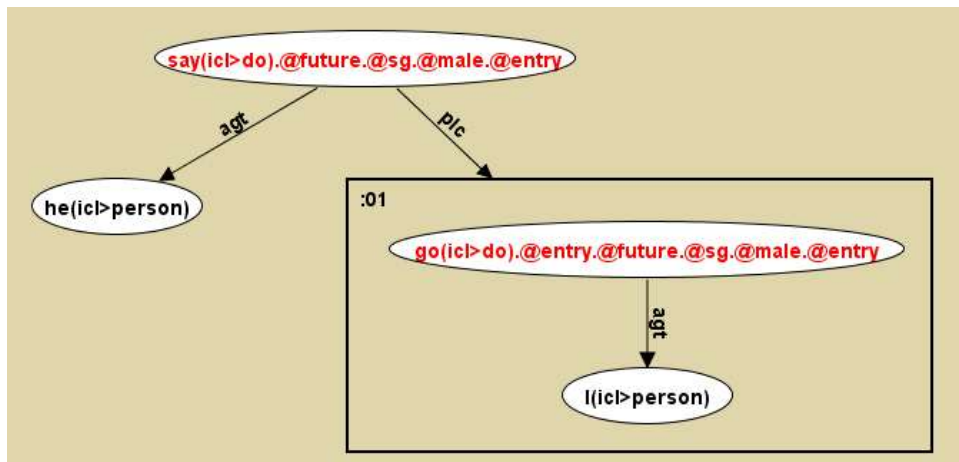 say(icl>do).@future.@sg.@male.@entry
agt
plc
he(icl>person)
:01
go(icl>do).@entry.@future.@sg.@male.@entry
agt
I(icl>person)